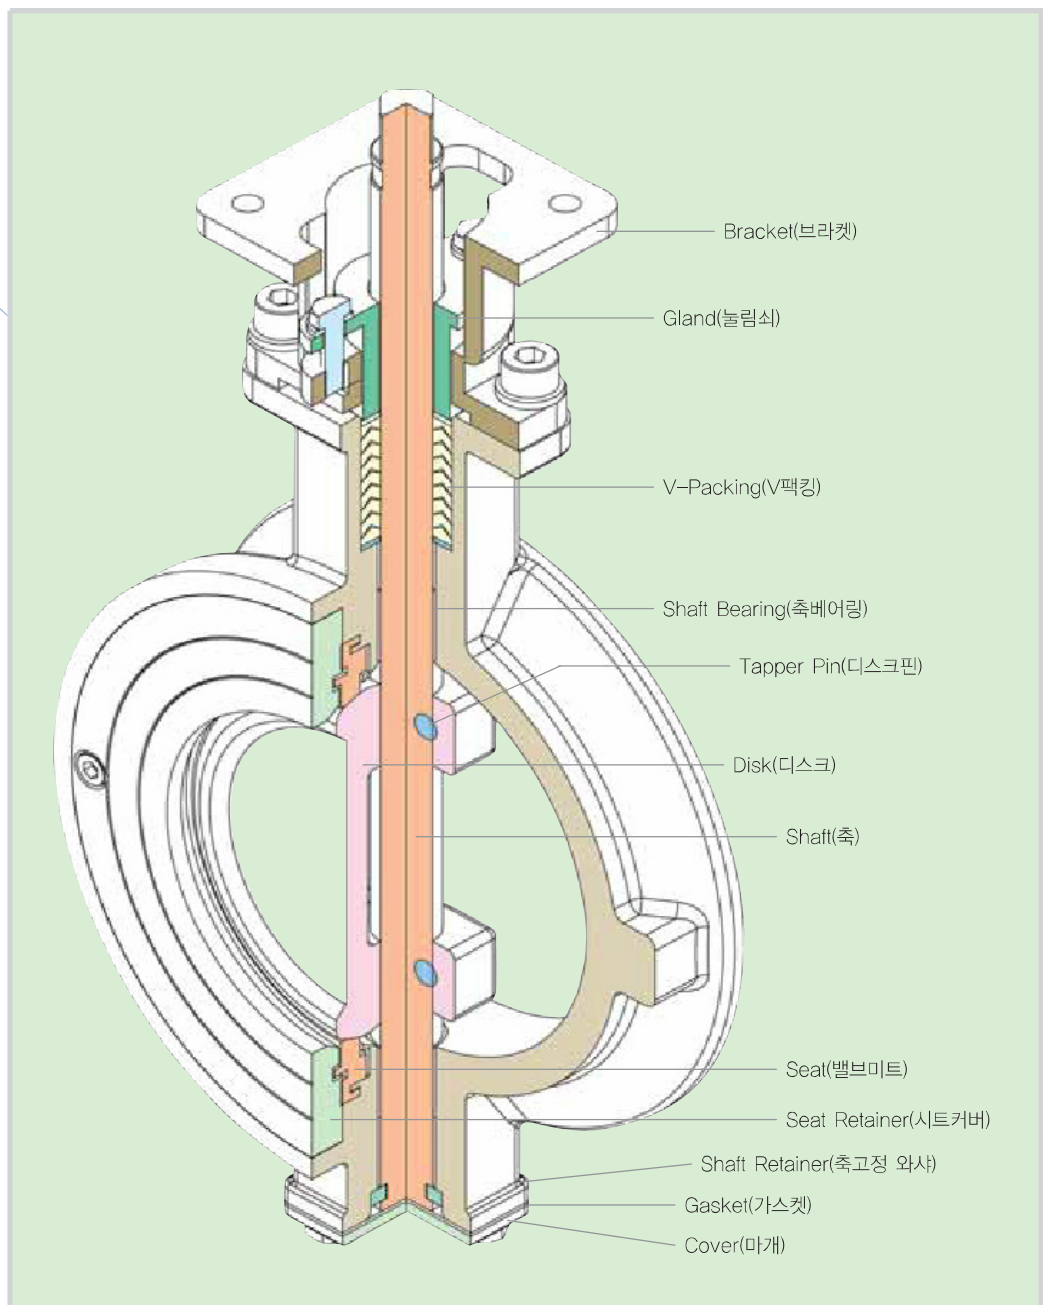 Bracket(브라켓)
Gland(눌림쇠)
V-Packing(V팩킹)
Shaft Bearing(축베어링)
Tapper Pin(디스크핀)
Disk(디스크)
Shaft(축)
Seat(밸브미트)
Seat Retainer(시트커버)
Shaft Retainer(축고정 와샤)
Gasket(가스켓)
Cover(마개)